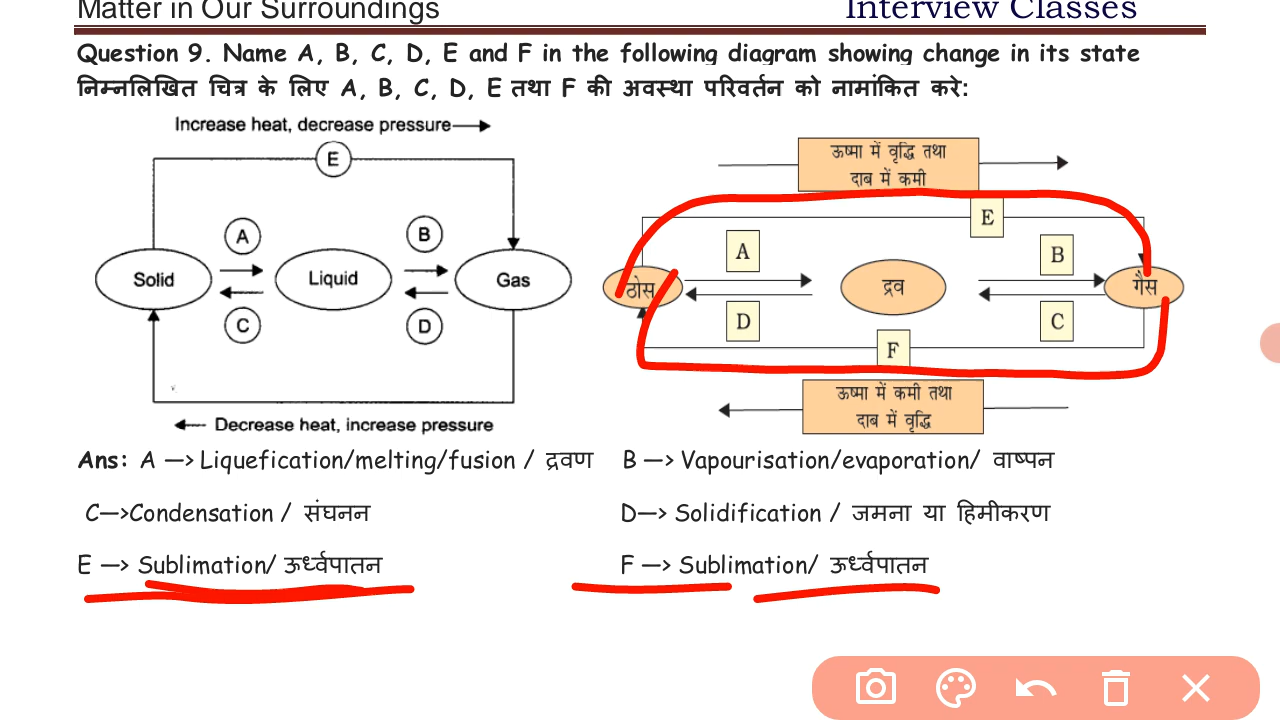 Matter in Our Surroundings
Interview Classes
Question 9. Name A, B, C, D, E and F in the following diagram showing change in its state
निम्नलिखित चित्र के लिए A, B, C, D, E तथा F की अवस्था परिवर्तन को नामांकित करे:
Increase heat, decrease pressure
E
A
B
Solid
Liquid
Gas
C
D
Decrease heat, increase pressure
ऊष्मा में वृद्धि तथा
दाब में कमी
E
A
B
ठोस
द्रव
गैस
D
C
F
ऊष्मा में कमी तथा
दाब में वृद्धि
Ans: A —> Liquefication/melting/fusion / द्रवण B —> Vapourisation/evaporation/ वाष्पन
C—>Condensation / संघनन D—> Solidification / जमना या हिमीकरण
E —> Sublimation/ ऊर्ध्वपातन F —> Sublimation/ ऊर्ध्वपातन